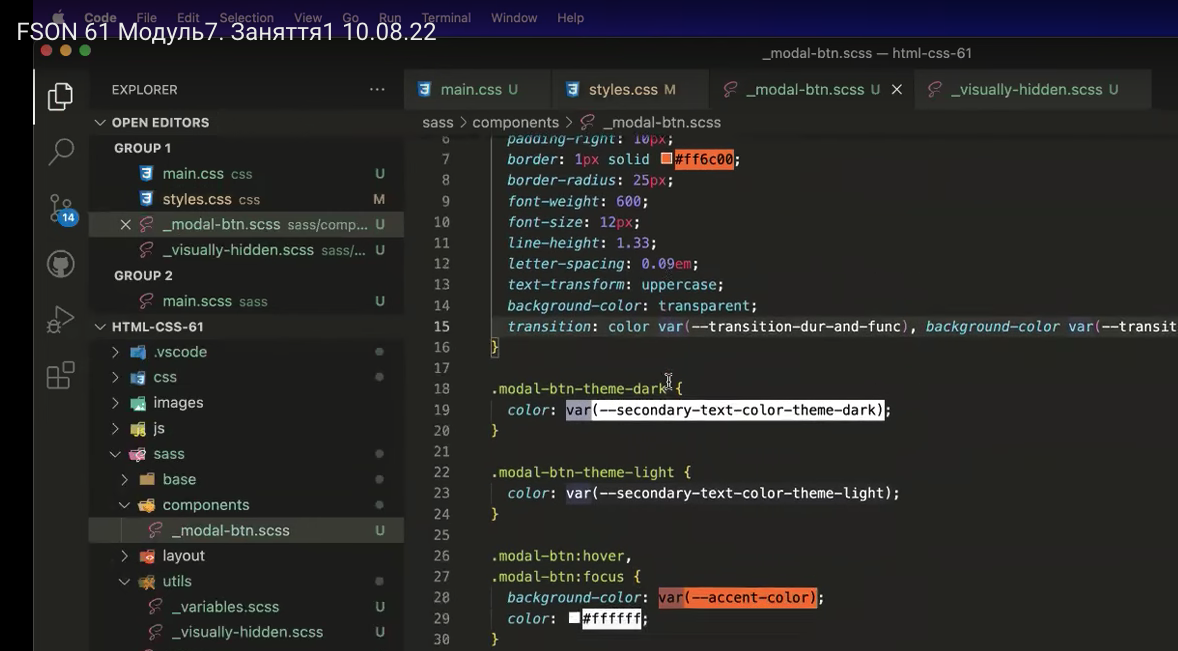 Code File Edit Selection View Go Run Terminal Window Help
FSON 61 Модуль7. Заняття1 10.08.22
_modal-btn.scss — html-css-61
EXPLORER
main.css U
styles.css M
_modal-btn.scss U
_visually-hidden.scss U
OPEN EDITORS
sass > components > _modal-btn.scss
GROUP 1
main.css css U
styles.css css M
_modal-btn.scss sass/comp... U
_visually-hidden.scss sass/... U
GROUP 2
main.scss sass U
HTML-CSS-61
.vscode
css
images
js
sass
base
components
_modal-btn.scss U
layout
utils
_variables.scss U
_visually-hidden.scss U
14
6 padding-right: 10px;
7 border: 1px solid #ff6c00;
8 border-radius: 25px;
9 font-weight: 600;
10 font-size: 12px;
11 line-height: 1.33;
12 letter-spacing: 0.09em;
13 text-transform: uppercase;
14 background-color: transparent;
15 transition: color var(--transition-dur-and-func), background-color var(--transit
16 }
17
18 .modal-btn-theme-dark {
19 color: var(--secondary-text-color-theme-dark);
20 }
21
22 .modal-btn-theme-light {
23 color: var(--secondary-text-color-theme-light);
24 }
25
26 .modal-btn:hover,
27 .modal-btn:focus {
28 background-color: var(--accent-color);
29 color: #ffffff;
30 }